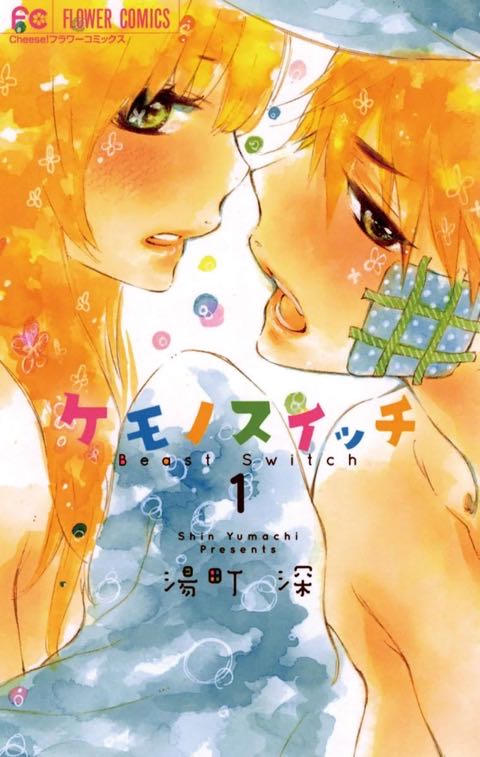 FC FLOWER COMICS
Cheese!フラワーコミックス
ケモノスイッチ
Beast Switch
1
Shin Yumachi
Presents
湯町 深